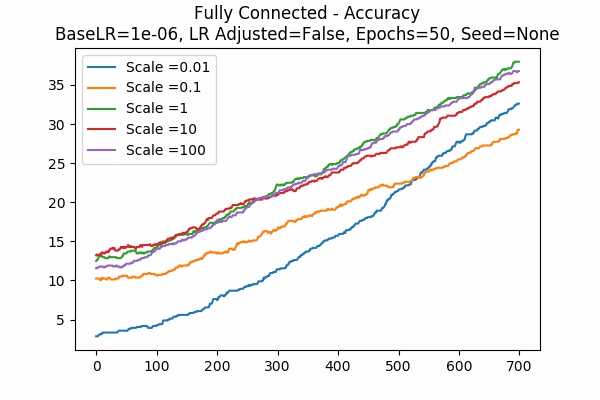 Fully Connected - Accuracy
BaseLR=1e-06, LR Adjusted=False, Epochs=50, Seed=None
Scale =0.01
Scale =0.1
Scale =1
Scale =10
Scale =100
35
30
25
20
15
10
5
0 100 200 300 400 500 600 700